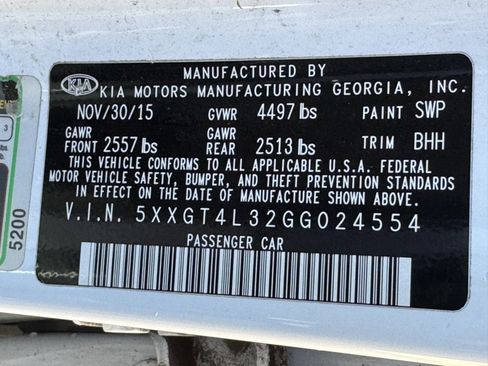 MANUFACTURED BY
KIA
KIA MOTORS MANUFACTURING GEORGIA, INC.
NOV/30/15 GVWR 4497 lbs PAINT SWP
GAWR FRONT 2557 lbs GAWR REAR 2513 lbs TRIM BHH
THIS VEHICLE CONFORMS TO ALL APPLICABLE U.S.A. FEDERAL
MOTOR VEHICLE SAFETY, BUMPER, AND THEFT PREVENTION STANDARDS
IN EFFECT ON THE DATE OF MANUFACTURE SHOWN ABOVE.
V.I.N. 5XXGT4L32GG024554
PASSENGER CAR
3
5200